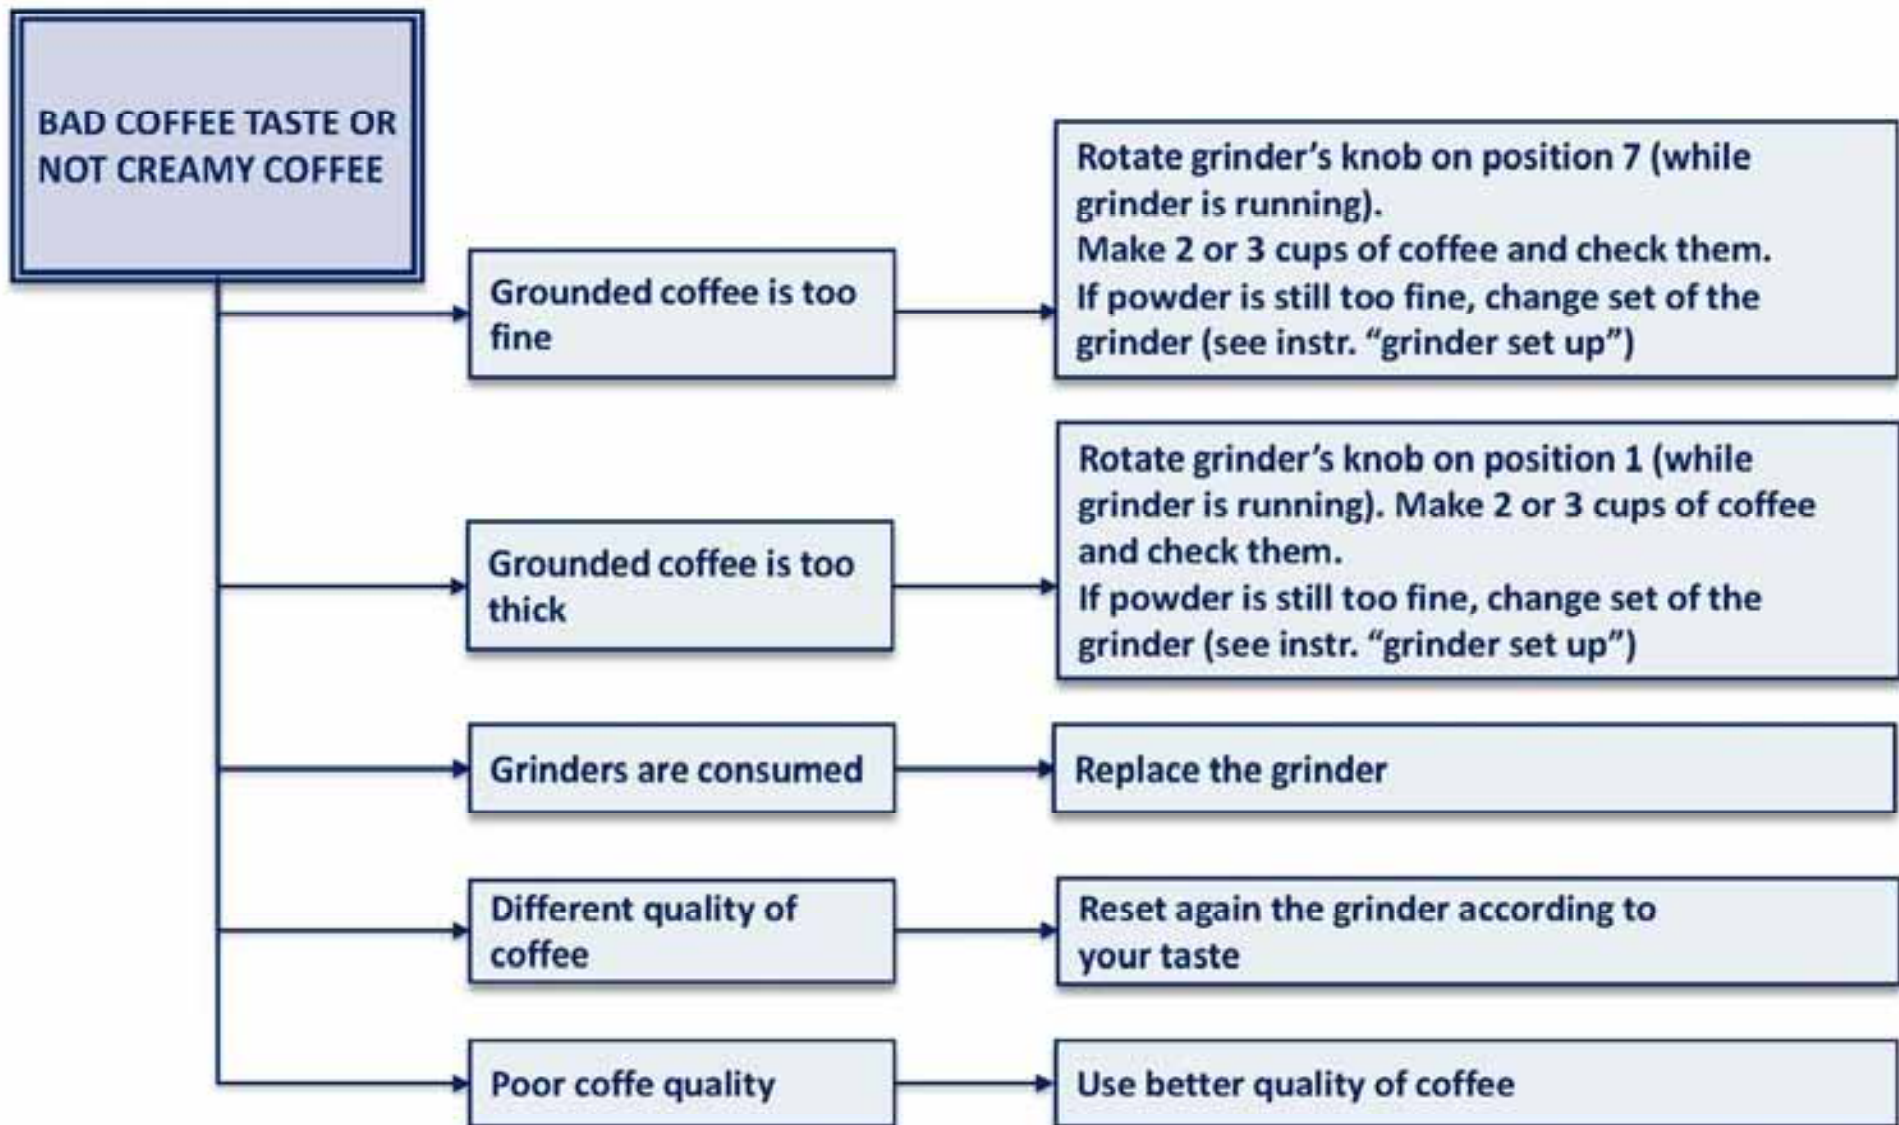 BAD COFFEE TASTE OR
NOT CREAMY COFFEE
Grounded coffee is too
fine
Rotate grinder's knob on position 7 (while
grinder is running).
Make 2 or 3 cups of coffee and check them.
If powder is still too fine, change set of the
grinder (see instr. “grinder set up”)
Grounded coffee is too
thick
Rotate grinder's knob on position 1 (while
grinder is running). Make 2 or 3 cups of coffee
and check them.
If powder is still too fine, change set of the
grinder (see instr. “grinder set up”)
Grinders are consumed
Replace the grinder
Different quality of
coffee
Reset again the grinder according to
your taste
Poor coffe quality
Use better quality of coffee